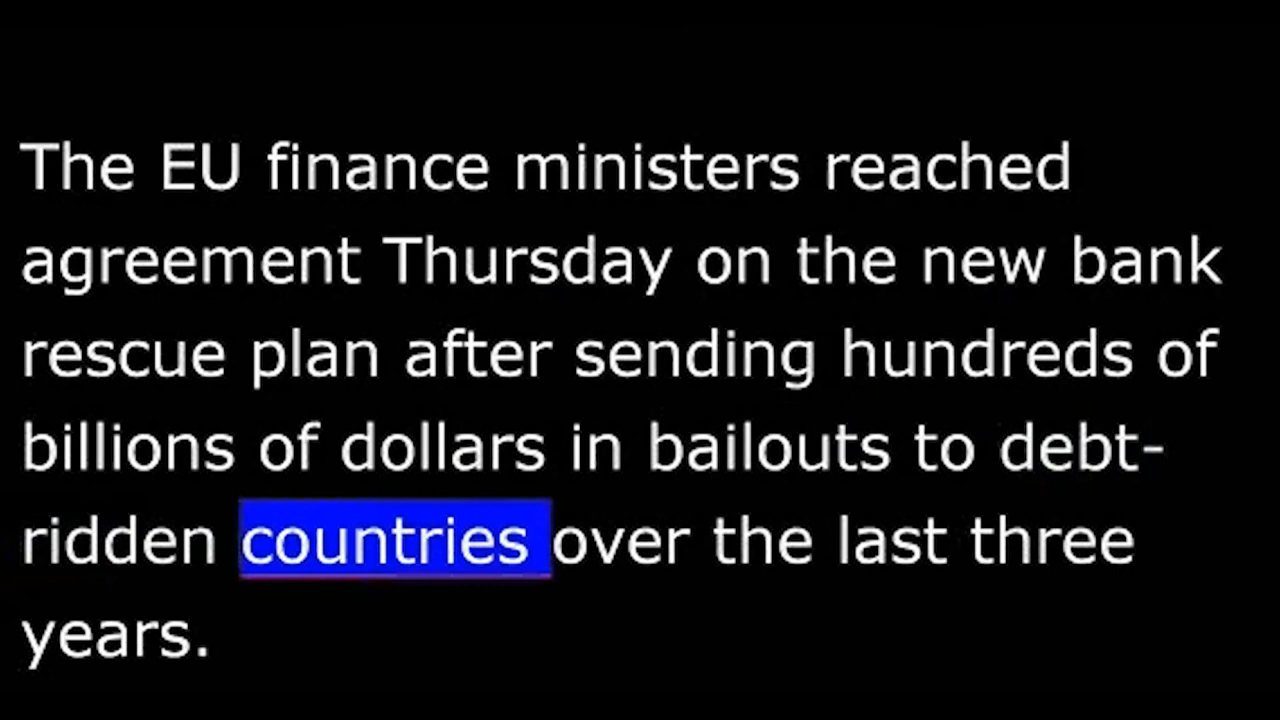 The EU finance ministers reached
agreement Thursday on the new bank
rescue plan after sending hundreds of
billions of dollars in bailouts to debt-
ridden countries over the last three
years.